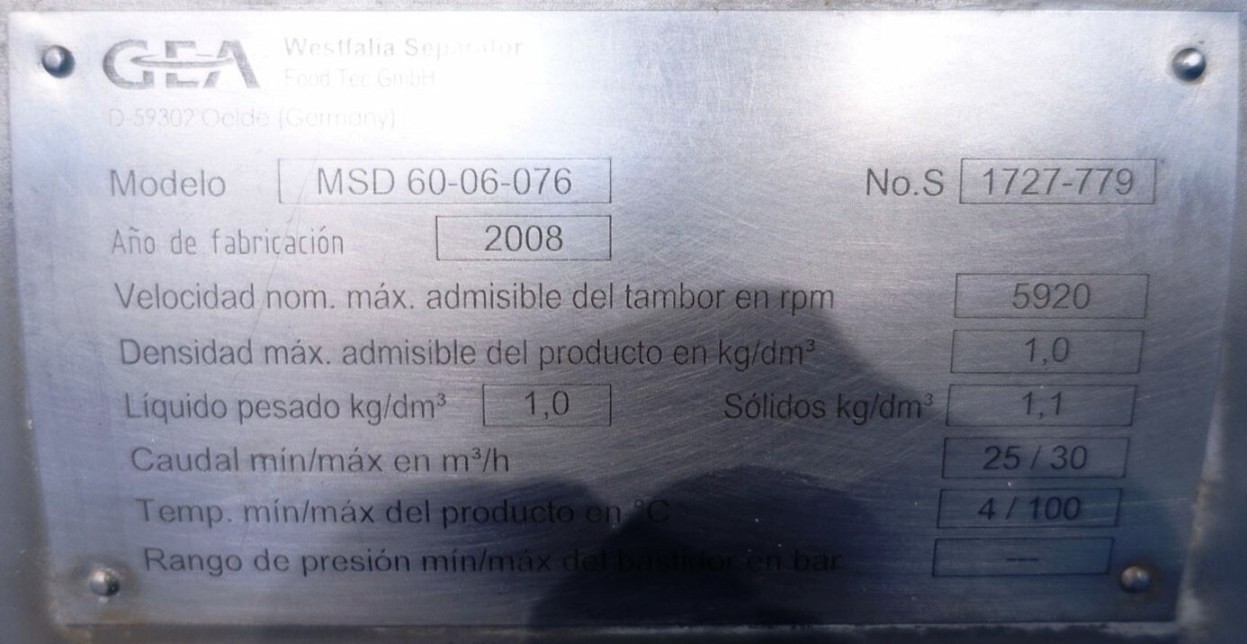 GEA Westfalia Separator
Food Tec GmbH
D-59302 Oelde (Germany)
Modelo MSD 60-06-076 No.S 1727-779
Año de fabricación 2008
Velocidad nom. máx. admisible del tambor en rpm 5920
Densidad máx. admisible del producto en kg/dm³ 1,0
Líquido pesado kg/dm³ 1,0 Sólidos kg/dm³ 1,1
Caudal mín/máx en m³/h 25 / 30
Temp. mín/máx del producto en °C 4 / 100
Rango de presión mín/máx del bastidor en bar ---